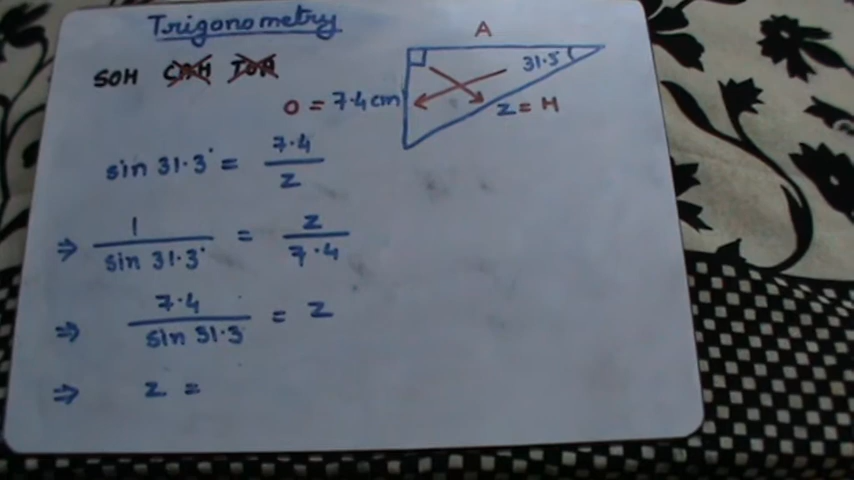 Trigonometry
SOH CAH TOA
A
31.5
O = 7.4cm
z = H
sin 31.3° = 7.4 / z
⇒ 1 / sin 31.3° = z / 7.4
⇒ 7.4 / sin 31.3 = z
⇒ z =